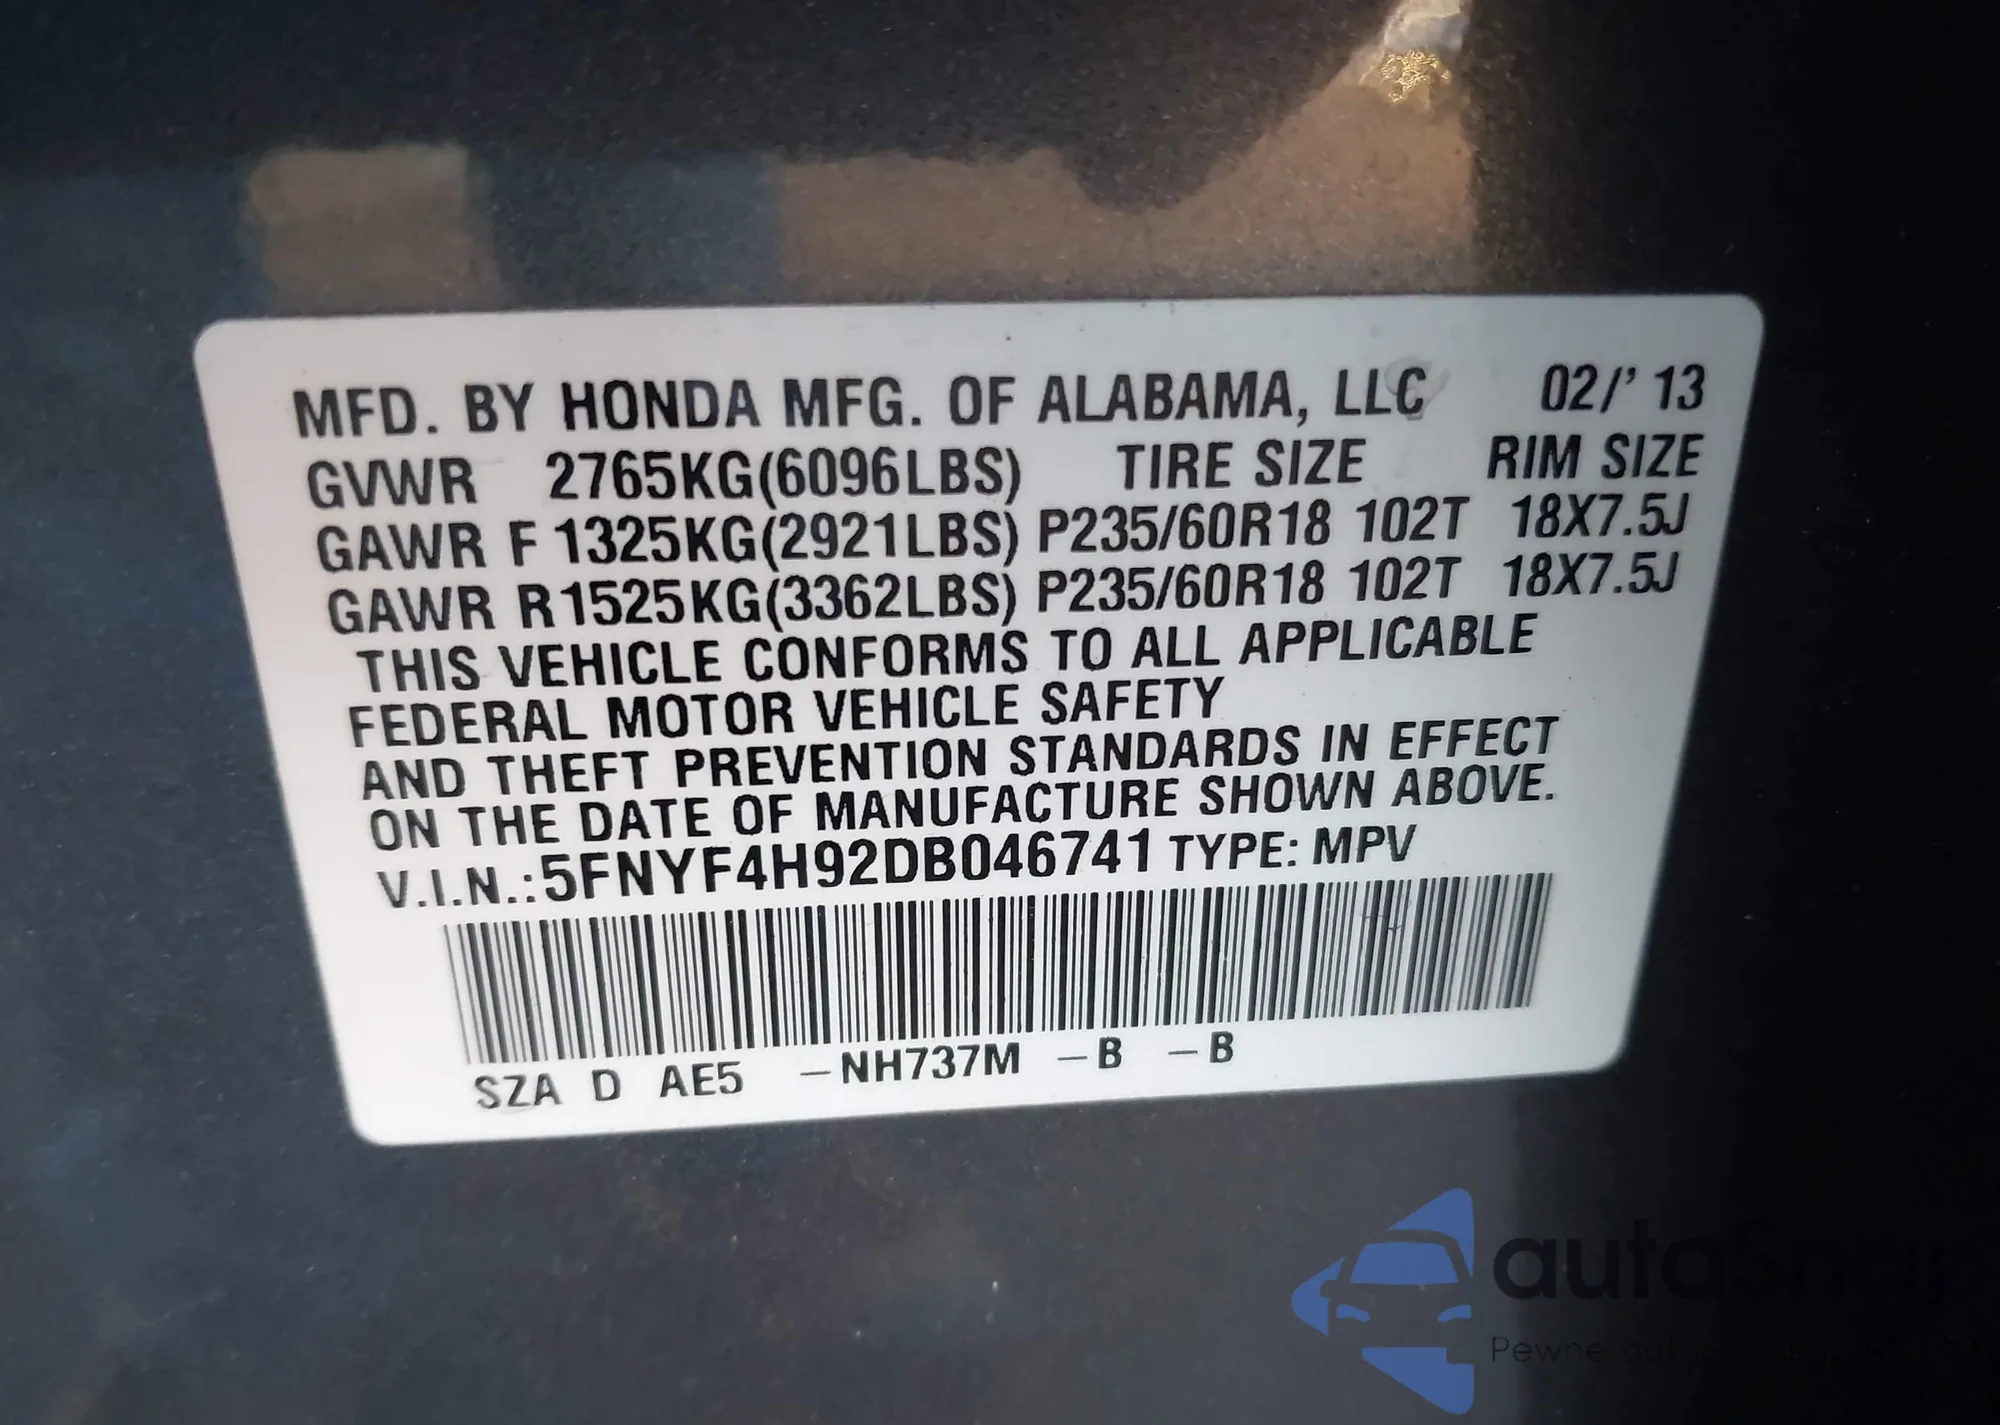 MFD. BY HONDA MFG. OF ALABAMA, LLC 02/'13
GVWR 2765KG(6096LBS) TIRE SIZE RIM SIZE
GAWR F 1325KG(2921LBS) P235/60R18 102T 18X7.5J
GAWR R 1525KG(3362LBS) P235/60R18 102T 18X7.5J
THIS VEHICLE CONFORMS TO ALL APPLICABLE
FEDERAL MOTOR VEHICLE SAFETY
AND THEFT PREVENTION STANDARDS IN EFFECT
ON THE DATE OF MANUFACTURE SHOWN ABOVE.
V.I.N.:5FNYF4H92DB046741 TYPE: MPV
SZA D AE5 –NH737M –B –B
Pewne